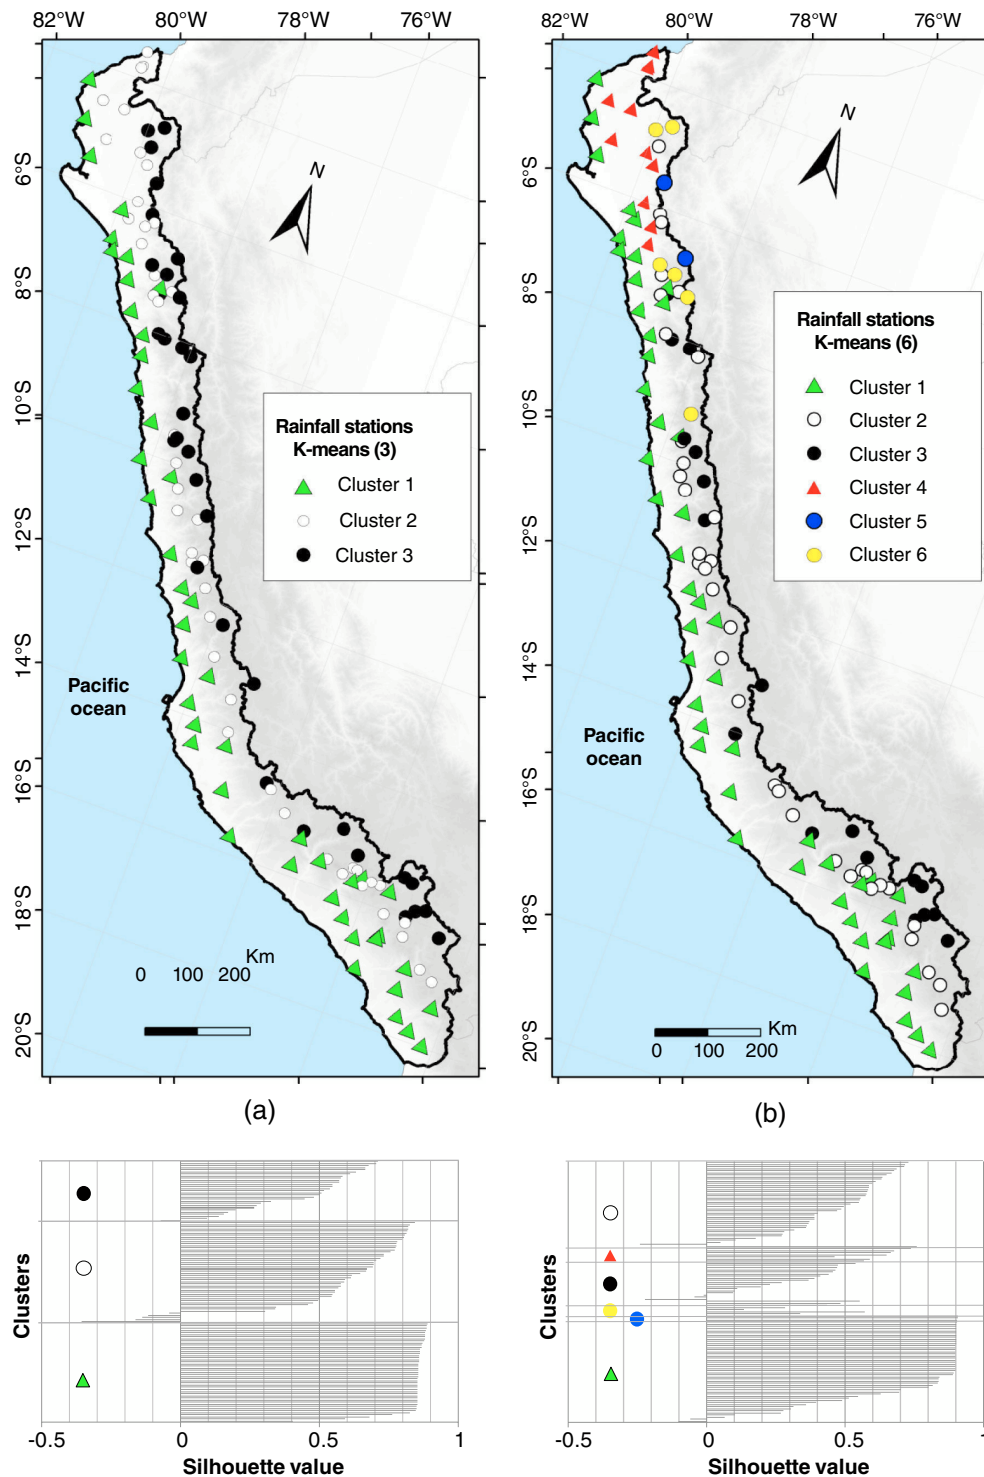 82°W 80°W 78°W 76°W
82°W 80°W 78°W 76°W
N
N
6°S
8°S
10°S
12°S
14°S
16°S
18°S
20°S
6°S
8°S
10°S
12°S
14°S
16°S
18°S
20°S
Rainfall stations
K-means (3)
Cluster 1
Cluster 2
Cluster 3
Rainfall stations
K-means (6)
Cluster 1
Cluster 2
Cluster 3
Cluster 4
Cluster 5
Cluster 6
Pacific
ocean
Pacific
ocean
Km
0 100 200
Km
0 100 200
(a)
(b)
Clusters
-0.5 0 0.5 1
Silhouette value
Clusters
-0.5 0 0.5 1
Silhouette value